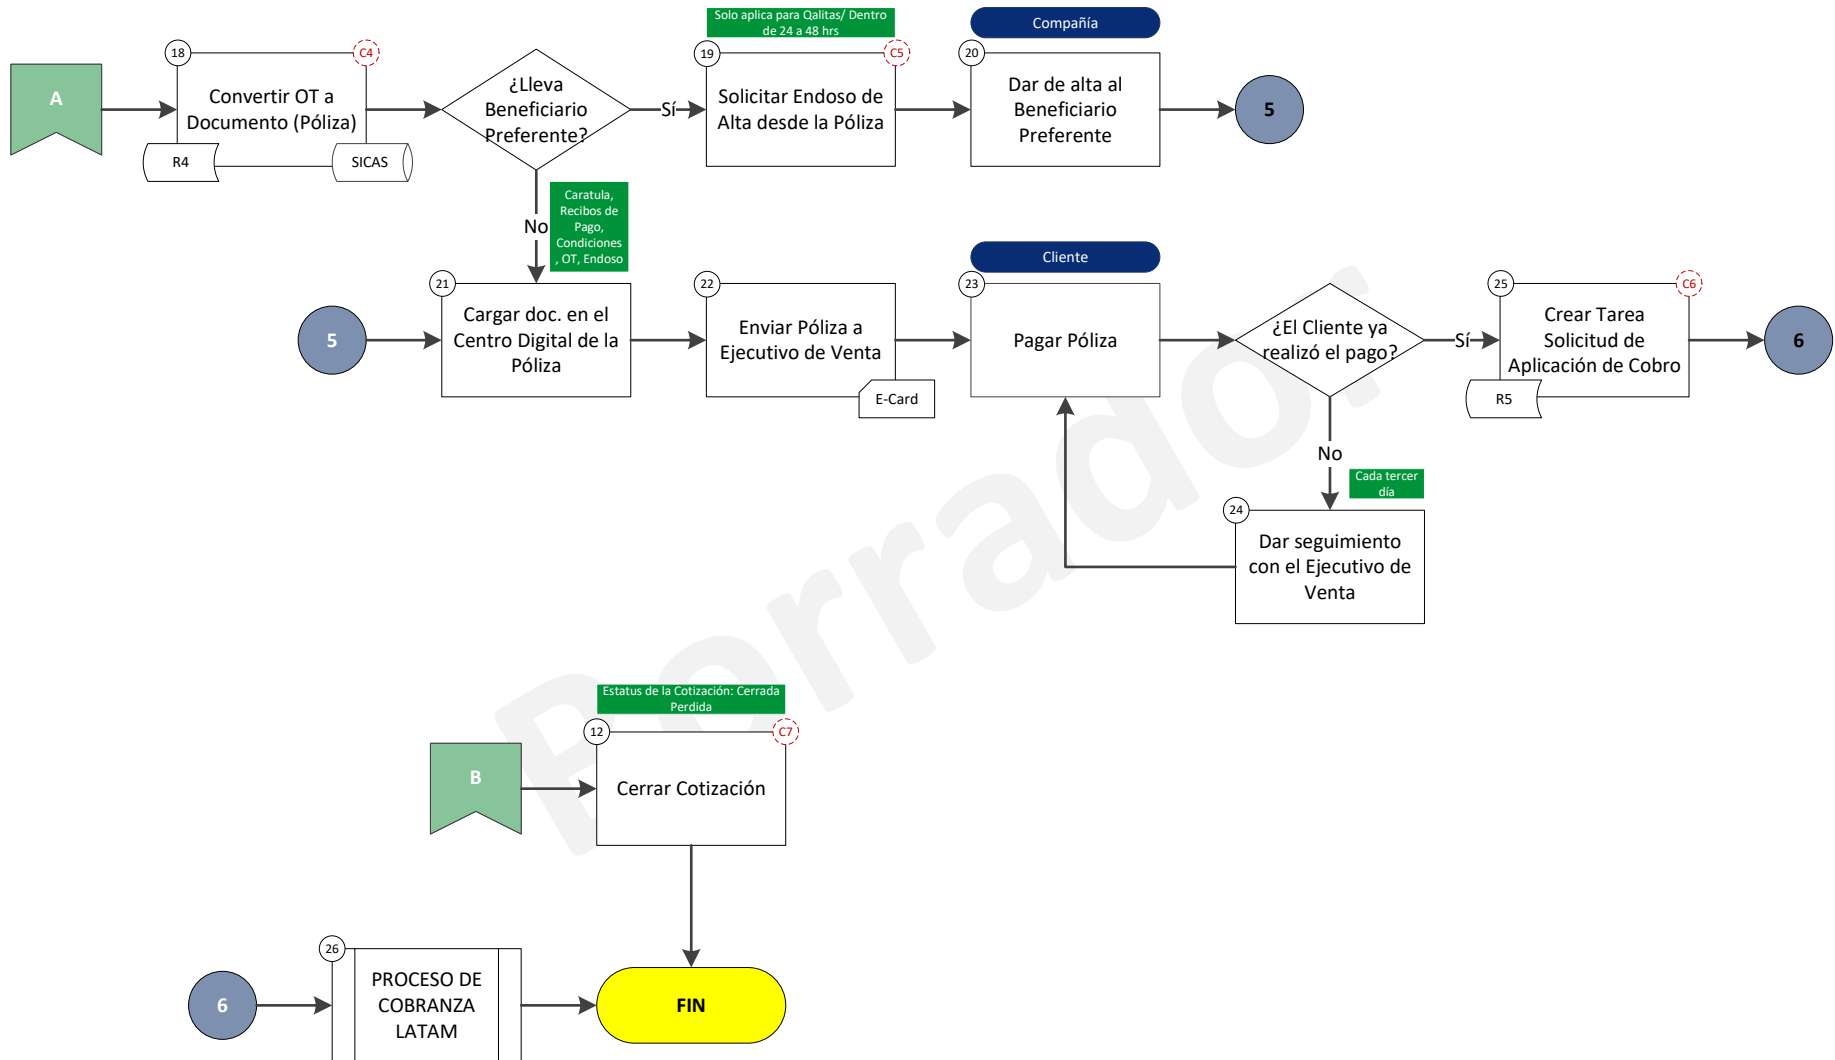 Solo aplica para Qalitas/ Dentro
de 24 a 48 hrs
Compañía
18
C4
19
C5
20
A
Convertir OT a
Documento (Póliza)
R4
SICAS
¿Lleva
Beneficiario
Preferente?
Sí
Solicitar Endoso de
Alta desde la Póliza
Dar de alta al
Beneficiario
Preferente
5
No
Caratula,
Recibos de
Pago,
Condiciones
, OT, Endoso
Cliente
21
22
23
25
C6
5
Cargar doc. en el
Centro Digital de la
Póliza
Enviar Póliza a
Ejecutivo de Venta
E-Card
Pagar Póliza
¿El Cliente ya
realizó el pago?
Sí
Crear Tarea
Solicitud de
Aplicación de Cobro
R5
6
No
Cada tercer
día
24
Dar seguimiento
con el Ejecutivo de
Venta
Borrador
Estatus de la Cotización: Cerrada
Perdida
12
C7
B
Cerrar Cotización
26
6
PROCESO DE
COBRANZA
LATAM
FIN